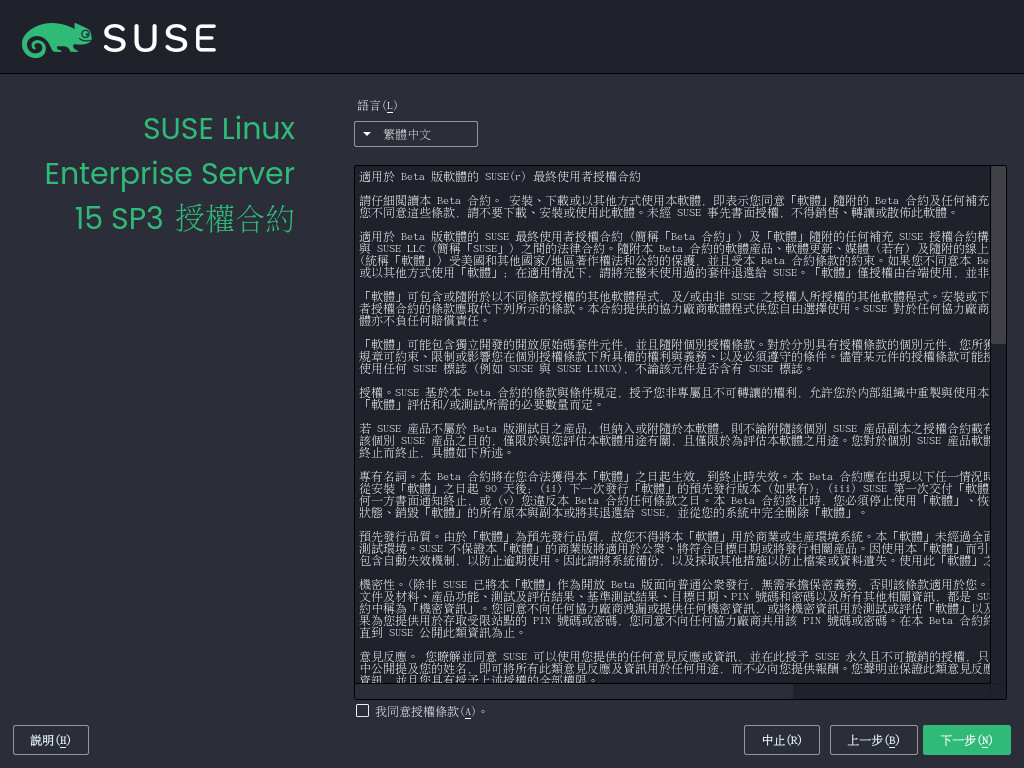 SUSE
SUSE Linux
Enterprise Server
15 SP3 授權合約
語言(L)
繁體中文
適用於 Beta 版軟體的 SUSE(r) 最終使用者授權合約
請仔細閱讀本 Beta 合約。 安裝、下載或以其他方式使用本軟體，即表示您同意「軟體」隨附的 Beta 合約及任何補充
您不同意這些條款，請不要下載、安裝或使用此軟體。未經 SUSE 事先書面授權，不得銷售、轉讓或散佈此軟體。
適用於 Beta 版軟體的 SUSE 最終使用者授權合約 (簡稱「Beta 合約」) 及「軟體」隨附的任何補充 SUSE 授權合約構
與 SUSE LLC (簡稱「SUSE」) 之間的法律合約。隨附本 Beta 合約的軟體產品、軟體更新、媒體 (若有) 及隨附的線上
(統稱「軟體」) 受美國和其他國家/地區著作權法和公約的保護，並且受本 Beta 合約條款的約束。如果您不同意本 Be
或以其他方式使用「軟體」；在適用情況下，請將完整未使用過的套件退還給 SUSE。「軟體」僅授權由台端使用，並非
「軟體」可包含或隨附於以不同條款授權的其他軟體程式，及/或由非 SUSE 之授權人所授權的其他軟體程式。安裝或下
者授權合約的條款應取代下列所示的條款。本合約提供的協力廠商軟體程式供您自由選擇使用。SUSE 對於任何協力廠商
體亦不負任何賠償責任。
「軟體」可能包含獨立開發的開放原始碼套件元件，並且隨附個別授權條款。對於分別具有授權條款的個別元件，您所獲
規章可約束、限制或影響您在個別授權條款下所具備的權利與義務、以及必須遵守的條件。儘管某元件的授權條款可能授
使用任何 SUSE 標誌 (例如 SUSE 與 SUSE LINUX)，不論該元件是否含有 SUSE 標誌。
授權。SUSE 基於本 Beta 合約的條款與條件規定，授予您非專屬且不可轉讓的權利，允許您於內部組織中重製與使用本
「軟體」評估和/或測試所需的必要數量而定。
若 SUSE 產品不屬於 Beta 版測試目之產品，但納入或附隨於本軟體，則不論附隨該個別 SUSE 產品副本之授權合約載有
該個別 SUSE 產品之目的，僅限於與您評估本軟體用途有關，且僅限於為評估本軟體之用途。您對於個別 SUSE 產品軟體
終止而終止，具體如下所述。
專有名詞。本 Beta 合約將在您合法獲得本「軟體」之日起生效，到終止時失效。本 Beta 合約應在出現以下任一情況時
從安裝「軟體」之日起 90 天後；(ii) 下一次發行「軟體」的預先發行版本 (如果有)；(iii) SUSE 第一次交付「軟體
何一方書面通知終止，或 (v) 您違反本 Beta 合約任何條款之日。本 Beta 合約終止時，您必須停止使用「軟體」、恢
狀態、銷毀「軟體」的所有原本與副本或將其退還給 SUSE，並從您的系統中完全刪除「軟體」。
預先發行品質。由於「軟體」為預先發行品質，故您不得將本「軟體」用於商業或生產環境系統。本「軟體」未經過全面
測試環境。SUSE 不保證本「軟體」的商業版將適用於公眾、將符合目標日期或將發行相關產品。因使用本「軟體」而引
包含自動失效機制，以防止逾期使用。因此請將系統備份，以及採取其他措施以防止檔案或資料遺失。使用此「軟體」之
機密性。(除非 SUSE 已將本「軟體」作為開放 Beta 版面向普通公眾發行，無需承擔保密義務，否則該條款適用於您。
文件及材料、產品功能、測試及評估結果、基準測試結果、目標日期、PIN 號碼和密碼以及所有其他相關資訊，都是 SU
約中稱為「機密資訊」。您同意不向任何協力廠商洩漏或提供任何機密資訊，或將機密資訊用於測試或評估「軟體」以及
果為您提供用於存取受限站點的 PIN 號碼或密碼，您同意不向任何協力廠商共用該 PIN 號碼或密碼。在本 Beta 合約終
直到 SUSE 公開此類資訊為止。
意見反應。 您瞭解並同意 SUSE 可以使用您提供的任何意見反應或資訊，並在此授予 SUSE 永久且不可撤銷的授權，只
中公開提及您的姓名，即可將所有此類意見反應及資訊用於任何用途，而不必向您提供報酬。您聲明並保證此類意見反應
資訊，並且您具有授予上述授權的全部權限。
我同意授權條款(A)。
說明(H)
中止(R)
上一步(B)
下一步(N)